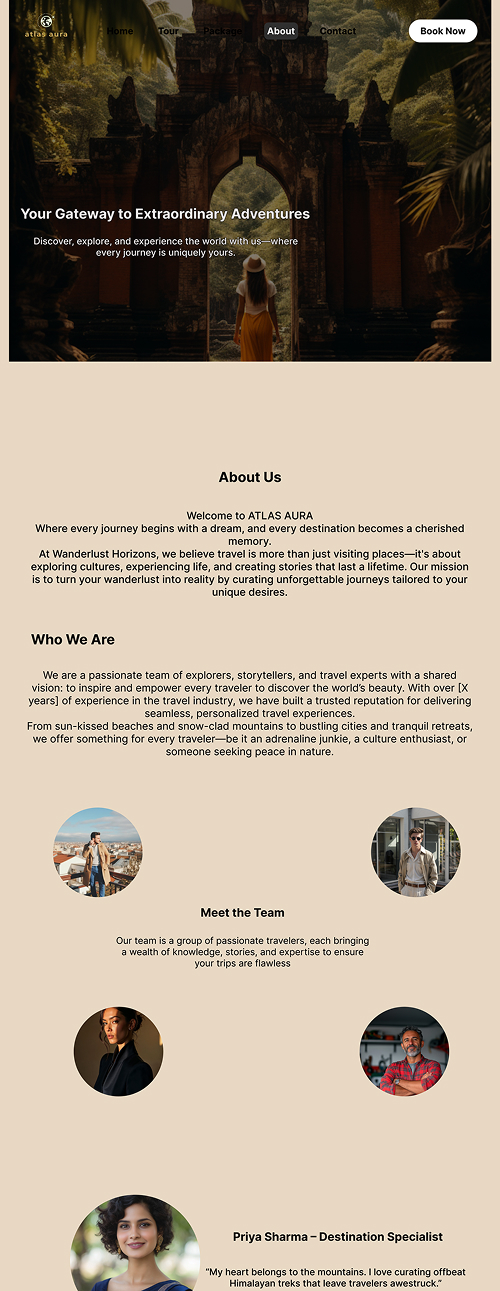 atlas aura
Home Tour Package About Contact Book Now
Your Gateway to Extraordinary Adventures
Discover, explore, and experience the world with us—where
every journey is uniquely yours.
About Us
Welcome to ATLAS AURA
Where every journey begins with a dream, and every destination becomes a cherished
memory.
At Wanderlust Horizons, we believe travel is more than just visiting places—it's about
exploring cultures, experiencing life, and creating stories that last a lifetime. Our mission
is to turn your wanderlust into reality by curating unforgettable journeys tailored to your
unique desires.
Who We Are
We are a passionate team of explorers, storytellers, and travel experts with a shared
vision: to inspire and empower every traveler to discover the world’s beauty. With over [X
years] of experience in the travel industry, we have built a trusted reputation for delivering
seamless, personalized travel experiences.
From sun-kissed beaches and snow-clad mountains to bustling cities and tranquil retreats,
we offer something for every traveler—be it an adrenaline junkie, a culture enthusiast, or
someone seeking peace in nature.
Meet the Team
Our team is a group of passionate travelers, each bringing
a wealth of knowledge, stories, and expertise to ensure
your trips are flawless
Priya Sharma – Destination Specialist
“My heart belongs to the mountains. I love curating offbeat
Himalayan treks that leave travelers awestruck.”